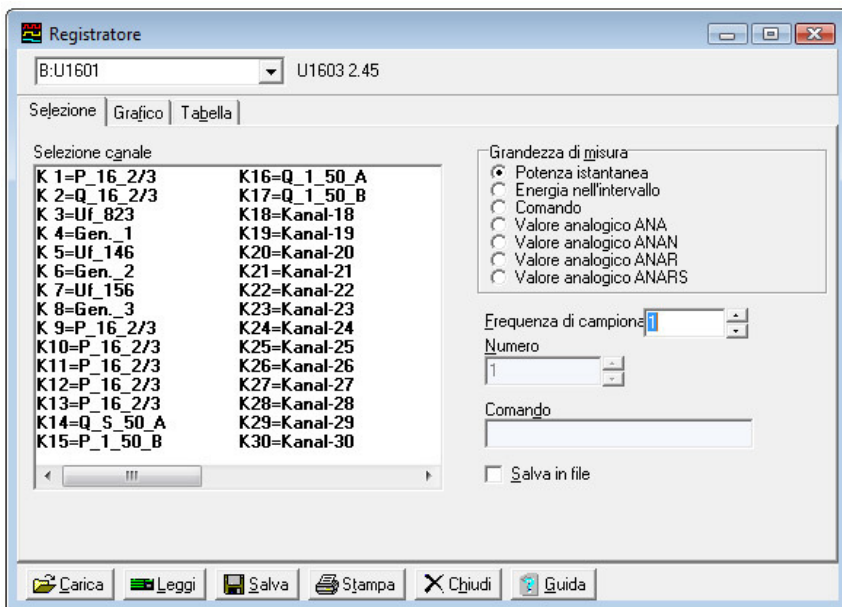 Registratore
B:U1601
U1603 2.45
Selezione
Grafico
Tabella
Selezione canale
K 1=P_16_2/3
K 2=Q_16_2/3
K 3=Uf_823
K 4=Gen._1
K 5=Uf_146
K 6=Gen._2
K 7=Uf_156
K 8=Gen._3
K 9=P_16_2/3
K10=P_16_2/3
K11=P_16_2/3
K12=P_16_2/3
K13=P_16_2/3
K14=Q_S_50_A
K15=P_1_50_B
K16=Q_1_50_A
K17=Q_1_50_B
K18=Kanal-18
K19=Kanal-19
K20=Kanal-20
K21=Kanal-21
K22=Kanal-22
K23=Kanal-23
K24=Kanal-24
K25=Kanal-25
K26=Kanal-26
K27=Kanal-27
K28=Kanal-28
K29=Kanal-29
K30=Kanal-30
Grandezza di misura
Potenza istantanea
Energia nell'intervallo
Comando
Valore analogico ANA
Valore analogico ANAN
Valore analogico ANAR
Valore analogico ANARS
Frequenza di campiona
1
Numero
1
Comando
Salva in file
Carica
Leggi
Salva
Stampa
Chiudi
Guida